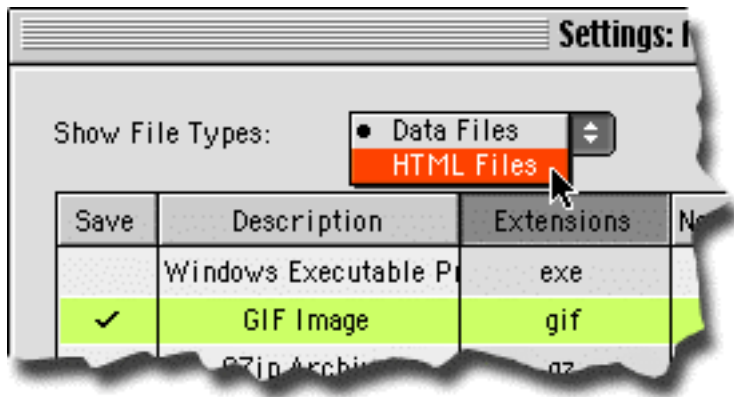 Settings:
Show File Types: • Data Files
HTML Files
Save Description Extensions
Windows Executable exe
✓ GIF Image gif